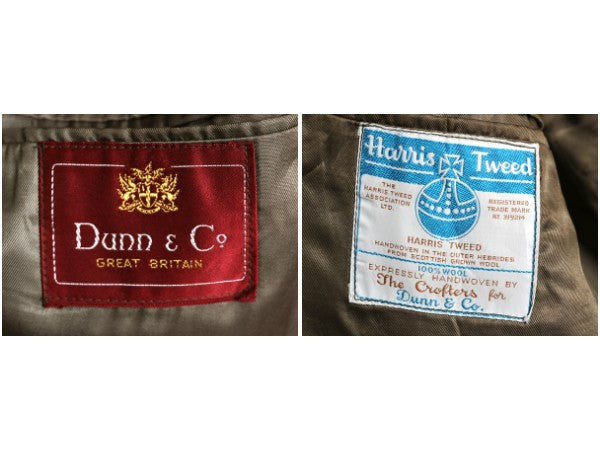 Dunn & Co
GREAT BRITAIN
Harris Tweed
THE
HARRIS TWEED
ASSOCIATION
LTD.
REGISTERED
TRADE MARK
HARRIS TWEED
HANDWOVEN IN THE OUTER HEBRIDES
FROM SCOTTISH GROWN WOOL
100% WOOL
EXPRESSLY HANDWOVEN BY
The Crofters for
Dunn & Co.